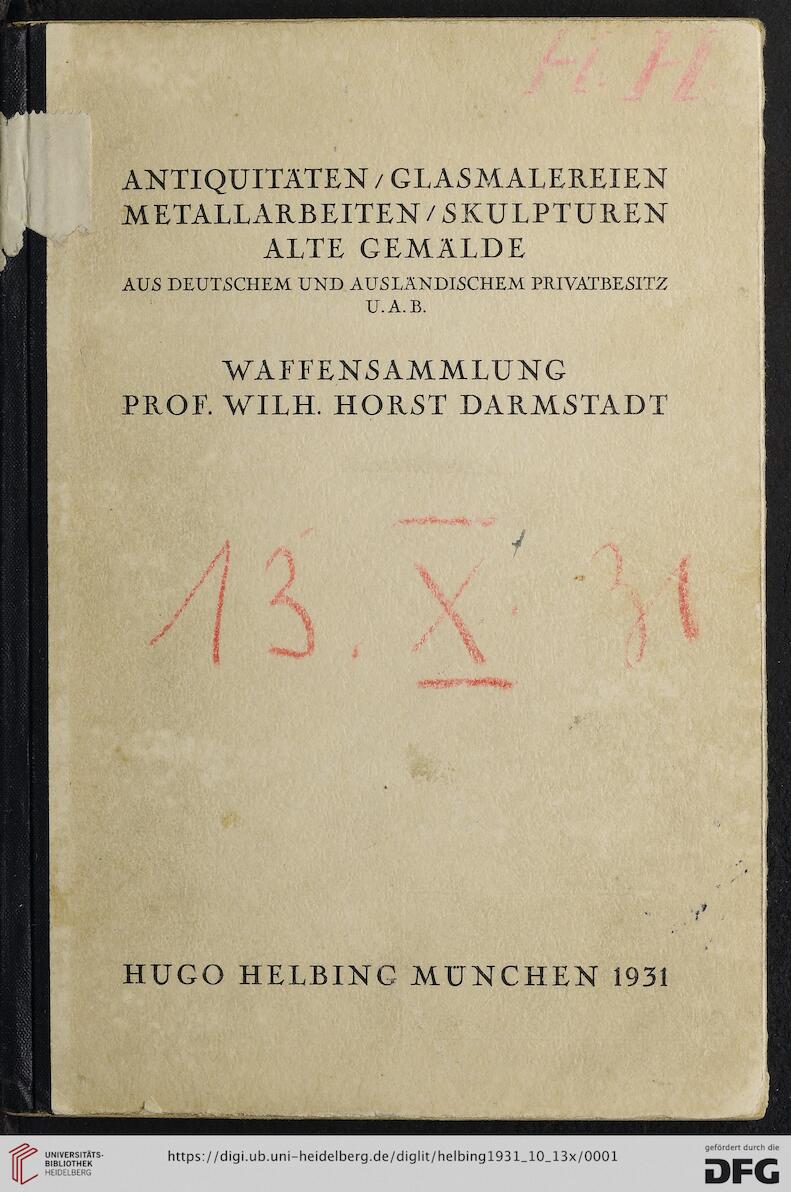 H. H.
ANTIQUITÄTEN / GLASMALEREIEN
METALLARBEITEN / SKULPTUREN
ALTE GEMÄLDE
AUS DEUTSCHEM UND AUSLÄNDISCHEM PRIVATBESITZ
U. A. B.
WAFFENSAMMLUNG
PROF. WILH. HORST DARMSTADT
13. X. 31
HUGO HELBING MÜNCHEN 1931
UNIVERSITÄTS-
BIBLIOTHEK
HEIDELBERG
https://digi.ub.uni-heidelberg.de/diglit/helbing1931_10_13x/0001
gefördert durch die
DFG